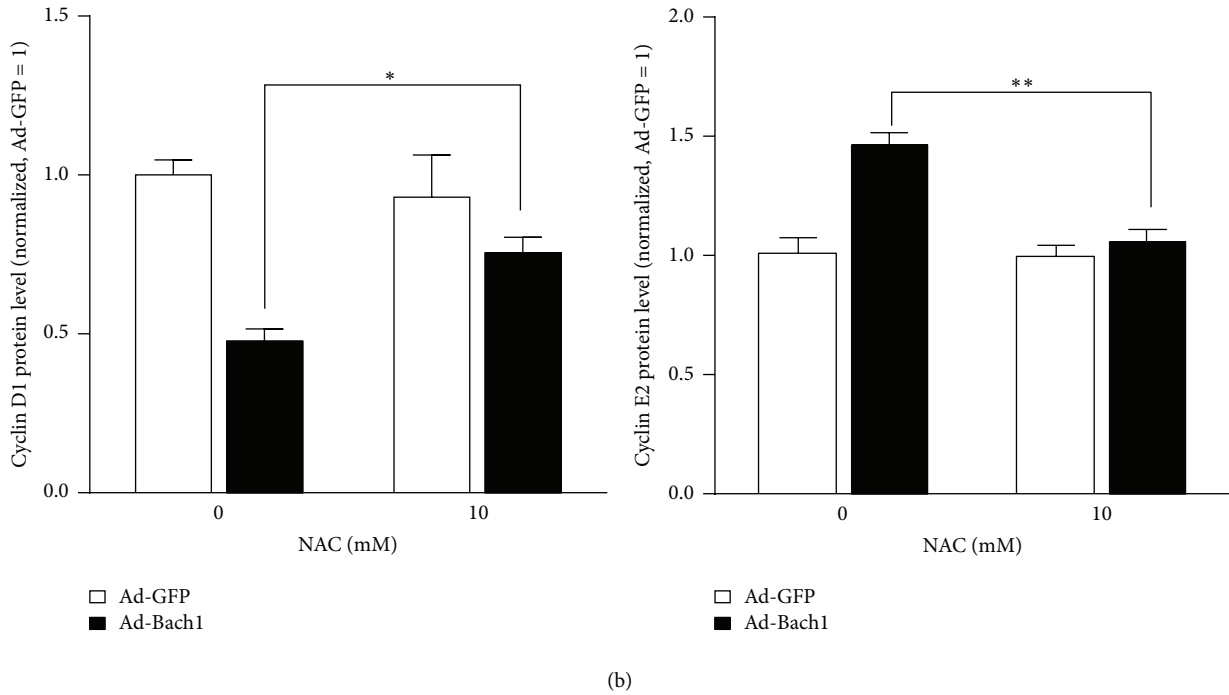 Cyclin D1 protein level (normalized, Ad-GFP = 1)
1.5
1.0
0.5
0.0
*
0
10
NAC (mM)
Ad-GFP
Ad-Bach1
Cyclin E2 protein level (normalized, Ad-GFP = 1)
2.0
1.5
1.0
0.5
0.0
**
0
10
NAC (mM)
Ad-GFP
Ad-Bach1
(b)